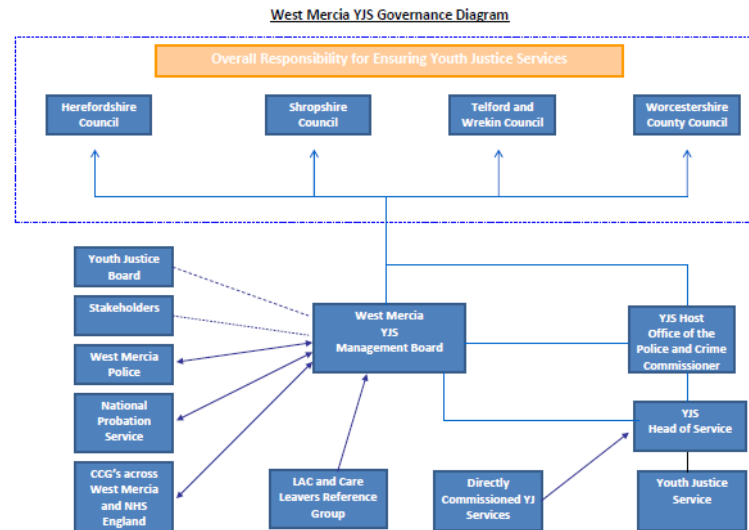 West Mercia YJS Governance Diagram
Overall Responsibility for Ensuring Youth Justice Services
Herefordshire
Council
Shropshire
Council
Telford and
Wrekin Council
Worcestershire
County Council
Youth Justice
Board
Stakeholders
West Mercia
Police
National
Probation
Service
CCG's across
West Mercia
and NHS
England
West Mercia
YJS
Management Board
YJS Host
Office of the
Police and Crime
Commissioner
YJS
Head of Service
LAC and Care
Leavers Reference
Group
Directly
Commissioned YJ
Services
Youth Justice
Service